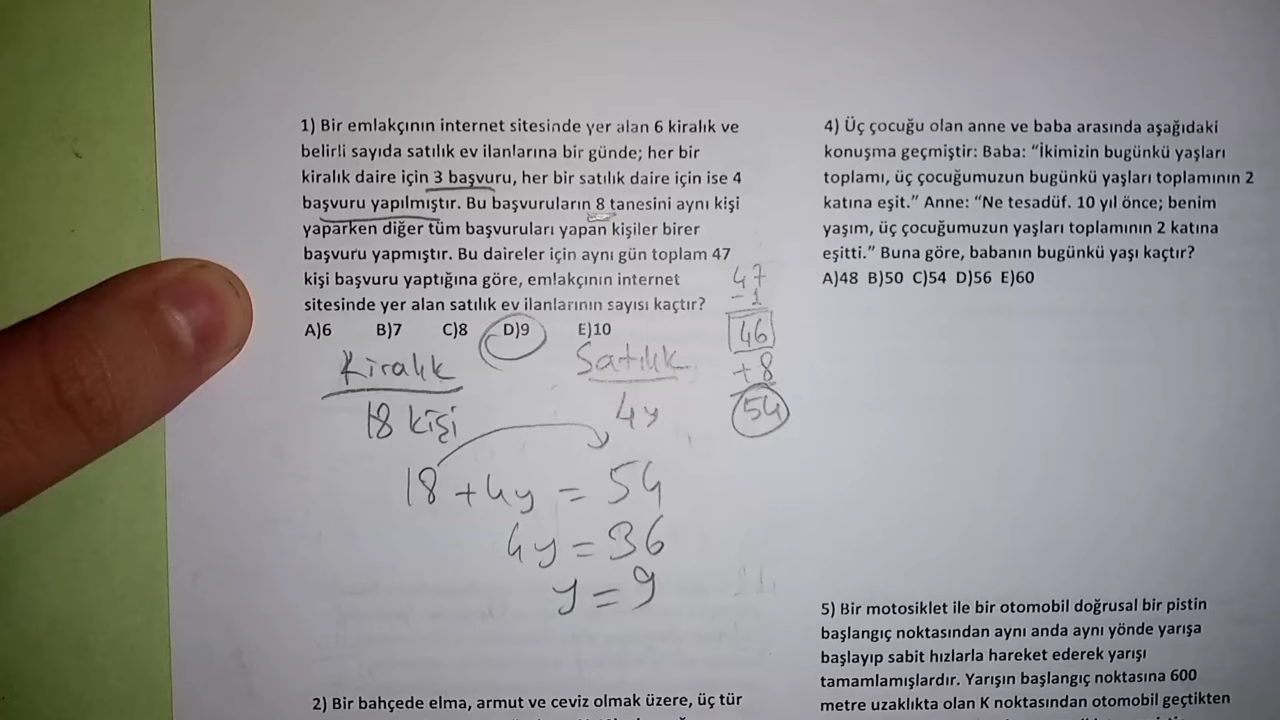 1) Bir emlakçının internet sitesinde yer alan 6 kiralık ve
belirli sayıda satılık ev ilanlarına bir günde; her bir
kiralık daire için 3 başvuru, her bir satılık daire için ise 4
başvuru yapılmıştır. Bu başvuruların 8 tanesini aynı kişi
yaparken diğer tüm başvuruları yapan kişiler birer
başvuru yapmıştır. Bu daireler için aynı gün toplam 47
kişi başvuru yaptığına göre, emlakçının internet
sitesinde yer alan satılık ev ilanlarının sayısı kaçtır?
A)6 B)7 C)8 D)9 E)10
47
-1
46
+8
54
Kiralık Satılık
18 kişi 4y
18 + 4y = 54
4y = 36
y = 9
2) Bir bahçede elma, armut ve ceviz olmak üzere, üç tür
4) Üç çocuğu olan anne ve baba arasında aşağıdaki
konuşma geçmiştir: Baba: “İkimizin bugünkü yaşları
toplamı, üç çocuğumuzun bugünkü yaşları toplamının 2
katına eşit.” Anne: “Ne tesadüf. 10 yıl önce; benim
yaşım, üç çocuğumuzun yaşları toplamının 2 katına
eşitti.” Buna göre, babanın bugünkü yaşı kaçtır?
A)48 B)50 C)54 D)56 E)60
5) Bir motosiklet ile bir otomobil doğrusal bir pistin
başlangıç noktasından aynı anda aynı yönde yarışa
başlayıp sabit hızlarla hareket ederek yarışı
tamamlamışlardır. Yarışın başlangıç noktasına 600
metre uzaklıkta olan K noktasından otomobil geçtikten